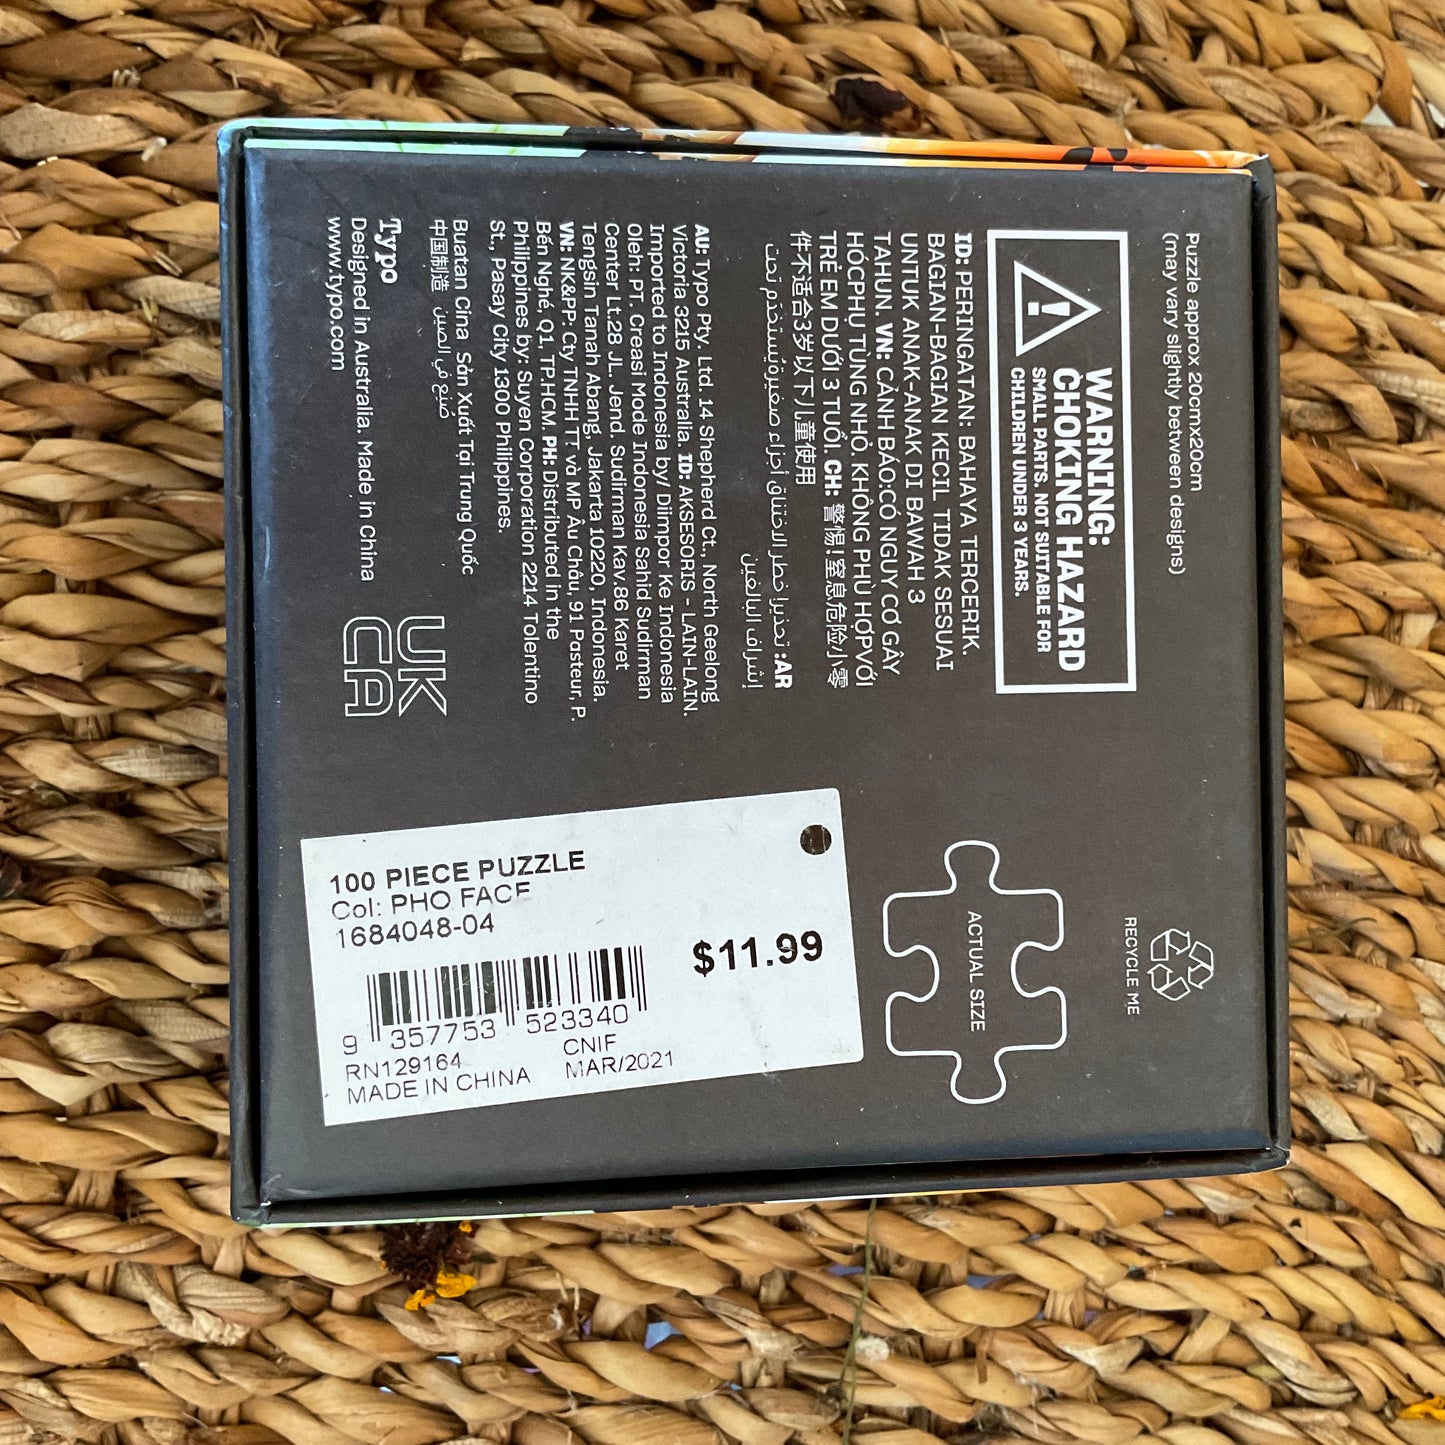 Puzzle approx 20cmx20cm
(may vary slightly between designs)
WARNING:
CHOKING HAZARD
SMALL PARTS. NOT SUITABLE FOR
CHILDREN UNDER 3 YEARS.
ID: PERINGATAN: BAHAYA TERCERIK.
BAGIAN-BAGIAN KECIL TIDAK SESUAI
UNTUK ANAK-ANAK DI BAWAH 3
TAHUN. VN: CẢNH BÁO:CÓ NGUY CƠ GÂY
HÓCPHỤ TÙNG NHỎ, KHÔNG PHÙ HỢPVỚI
TRẺ EM DƯỚI 3 TUỔI. CH: 警惕!窒息危险小零
件不适合3岁以下儿童使用
AR: تحذير! خطر الاختناق أجزاء صغيرة يُستخدم تحت
إشراف البالغين
AU: Typo Pty. Ltd. 14 Shepherd Ct., North Geelong
Victoria 3215 Australia. ID: AKSESORIS - LAIN-LAIN.
Imported to Indonesia by/ Diimpor Ke Indonesia
Oleh: PT. Creasi Mode Indonesia Sahid Sudirman
Center Lt.28 JL. Jend. Sudirman Kav.86 Karet
Tengsin Tanah Abang, Jakarta 10220, Indonesia.
VN: NK&PP: Cty TNHH TT và MP Âu Châu, 91 Pasteur, P.
Bến Nghé, Q1, TP.HCM. PH: Distributed in the
Philippines by: Suyen Corporation 2214 Tolentino
St., Pasay City 1300 Philippines.
Buatan Cina Sản Xuất Tại Trung Quốc
中国制造 صُنع في الصين
Typo
Designed in Australia. Made in China
www.typo.com
UK
CA
RECYCLE ME
ACTUAL SIZE
100 PIECE PUZZLE
Col: PHO FACE
1684048-04
$11.99
9 357753 523340
RN129164 CNIF
MADE IN CHINA MAR/2021